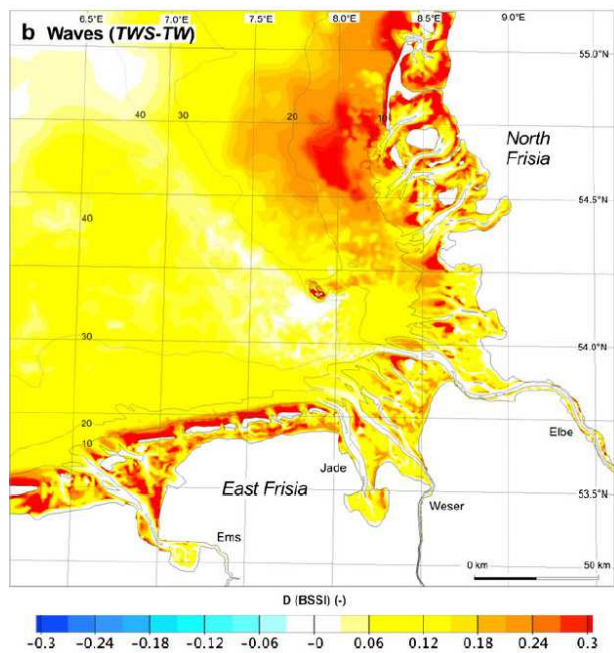 6.5°E 7.0°E 7.5°E 8.0°E 8.5°E 9.0°E
b Waves (TWS-TW)
55.0°N
40 30 20 10
North
Frisia
54.5°N
40
30
54.0°N
20
10
Elbe
Jade
East Frisia
53.5°N
Weser
Ems
0 km 50 km
D (BSSI) (-)
−0.3 −0.24 −0.18 −0.12 −0.06 −0 0.06 0.12 0.18 0.24 0.3